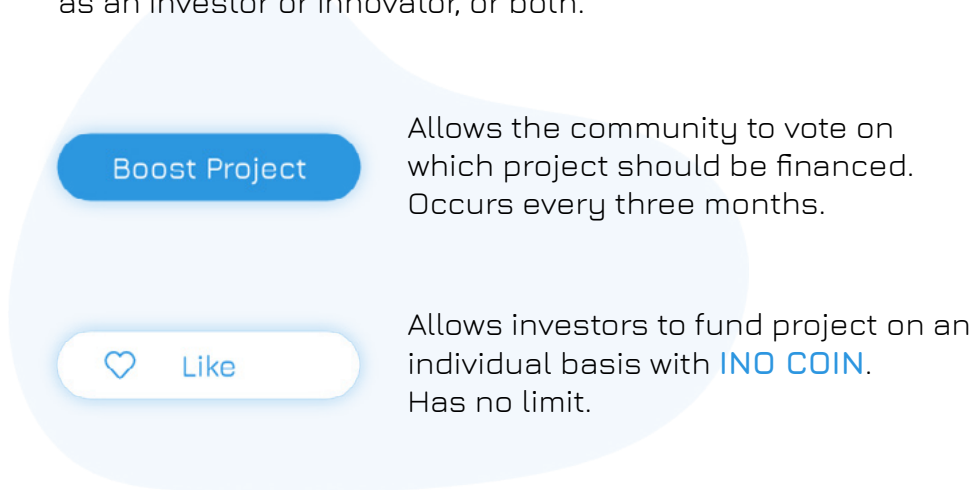 as an investor or innovator, or both.
Boost Project
Allows the community to vote on
which project should be financed.
Occurs every three months.
Like
Allows investors to fund project on an
individual basis with INO COIN.
Has no limit.